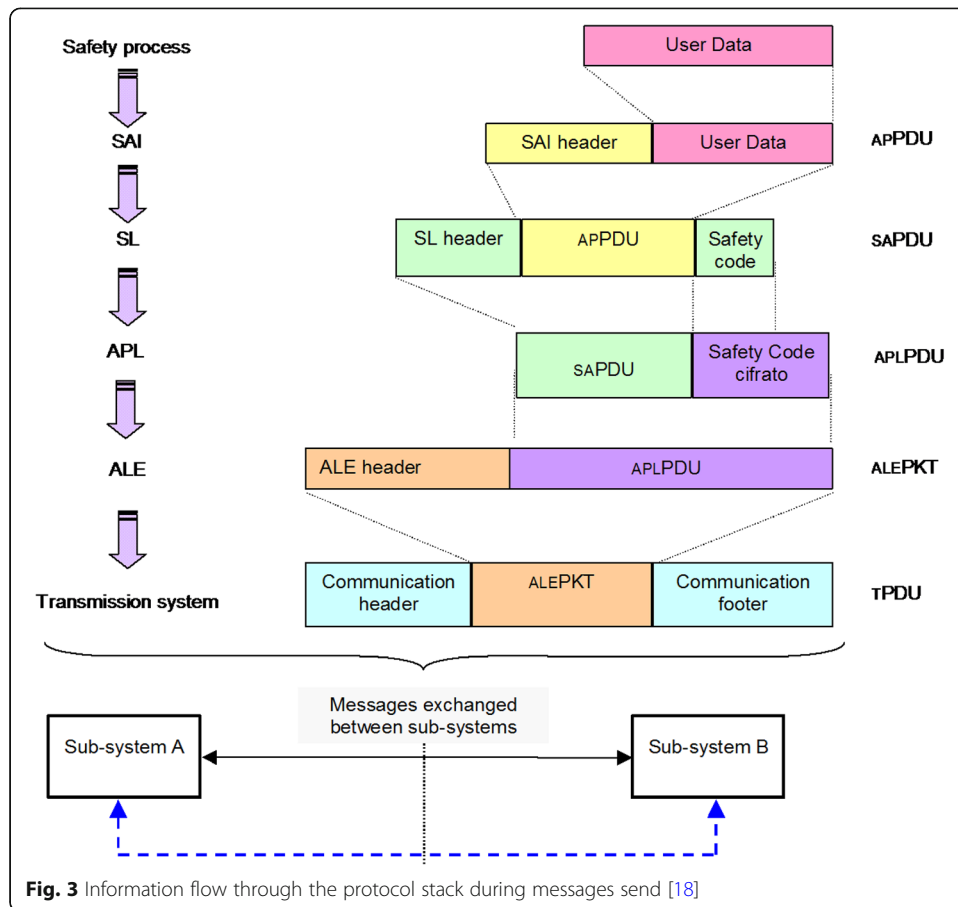 Safety process
User Data
SAI
SAI header
User Data
APPDU
SL
SL header
APPDU
Safety
code
SAPDU
APL
SAPDU
Safety Code
cifrato
APLPDU
ALE
ALE header
APLPDU
ALEPKT
Transmission system
Communication
header
ALEPKT
Communication
footer
TPDU
Messages exchanged
between sub-systems
Sub-system A
Sub-system B
Fig. 3 Information flow through the protocol stack during messages send [18]